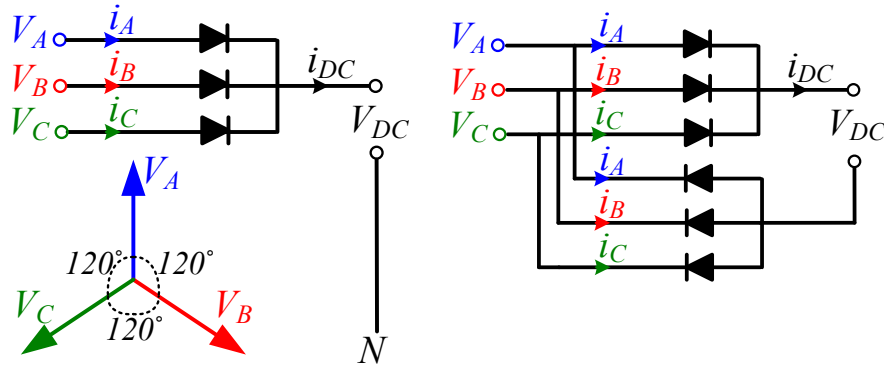 V_A i_A
V_B i_B i_DC
V_C i_C V_DC
V_A
120° 120°
V_C V_B
120°
N
V_A i_A
V_B i_B i_DC
V_C i_C V_DC
i_A
i_B
i_C